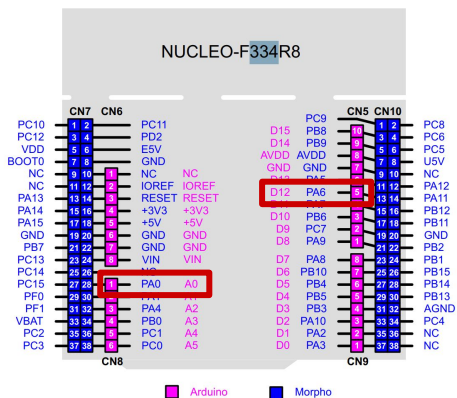 NUCLEO-F334R8
CN7 CN6 CN5 CN10
PC9
PC10 1 2 PC11 D15 PB8 10 1 2 PC8
PC12 3 4 PD2 D14 PB9 9 3 4 PC6
VDD 5 6 E5V AVDD AVDD 8 5 6 PC5
BOOT0 7 8 GND GND GND 7 7 8 U5V
NC 9 10 1 NC NC D13 PA5 9 10 NC
NC 11 12 2 IOREF IOREF D12 PA6 5 11 12 PA12
PA13 13 14 3 RESET RESET 13 14 PA11
PA14 15 16 4 +3V3 +3V3 D10 PB6 3 15 16 PB12
PA15 17 18 5 +5V +5V D9 PC7 2 17 18 PB11
GND 19 20 6 GND GND D8 PA9 1 19 20 GND
PB7 21 22 7 GND GND 21 22 PB2
PC13 23 24 8 VIN VIN D7 PA8 8 23 24 PB1
PC14 25 26 NC D6 PB10 7 25 26 PB15
PC15 27 28 1 PA0 A0 D5 PB4 6 27 28 PB14
PF0 29 30 D4 PB5 5 29 30 PB13
PF1 31 32 3 PA4 A2 D3 PB3 4 31 32 AGND
VBAT 33 34 4 PB0 A3 D2 PA10 3 33 34 PC4
PC2 35 36 5 PC1 A4 D1 PA2 2 35 36 NC
PC3 37 38 6 PC0 A5 D0 PA3 1 37 38 NC
CN8 CN9
Arduino Morpho